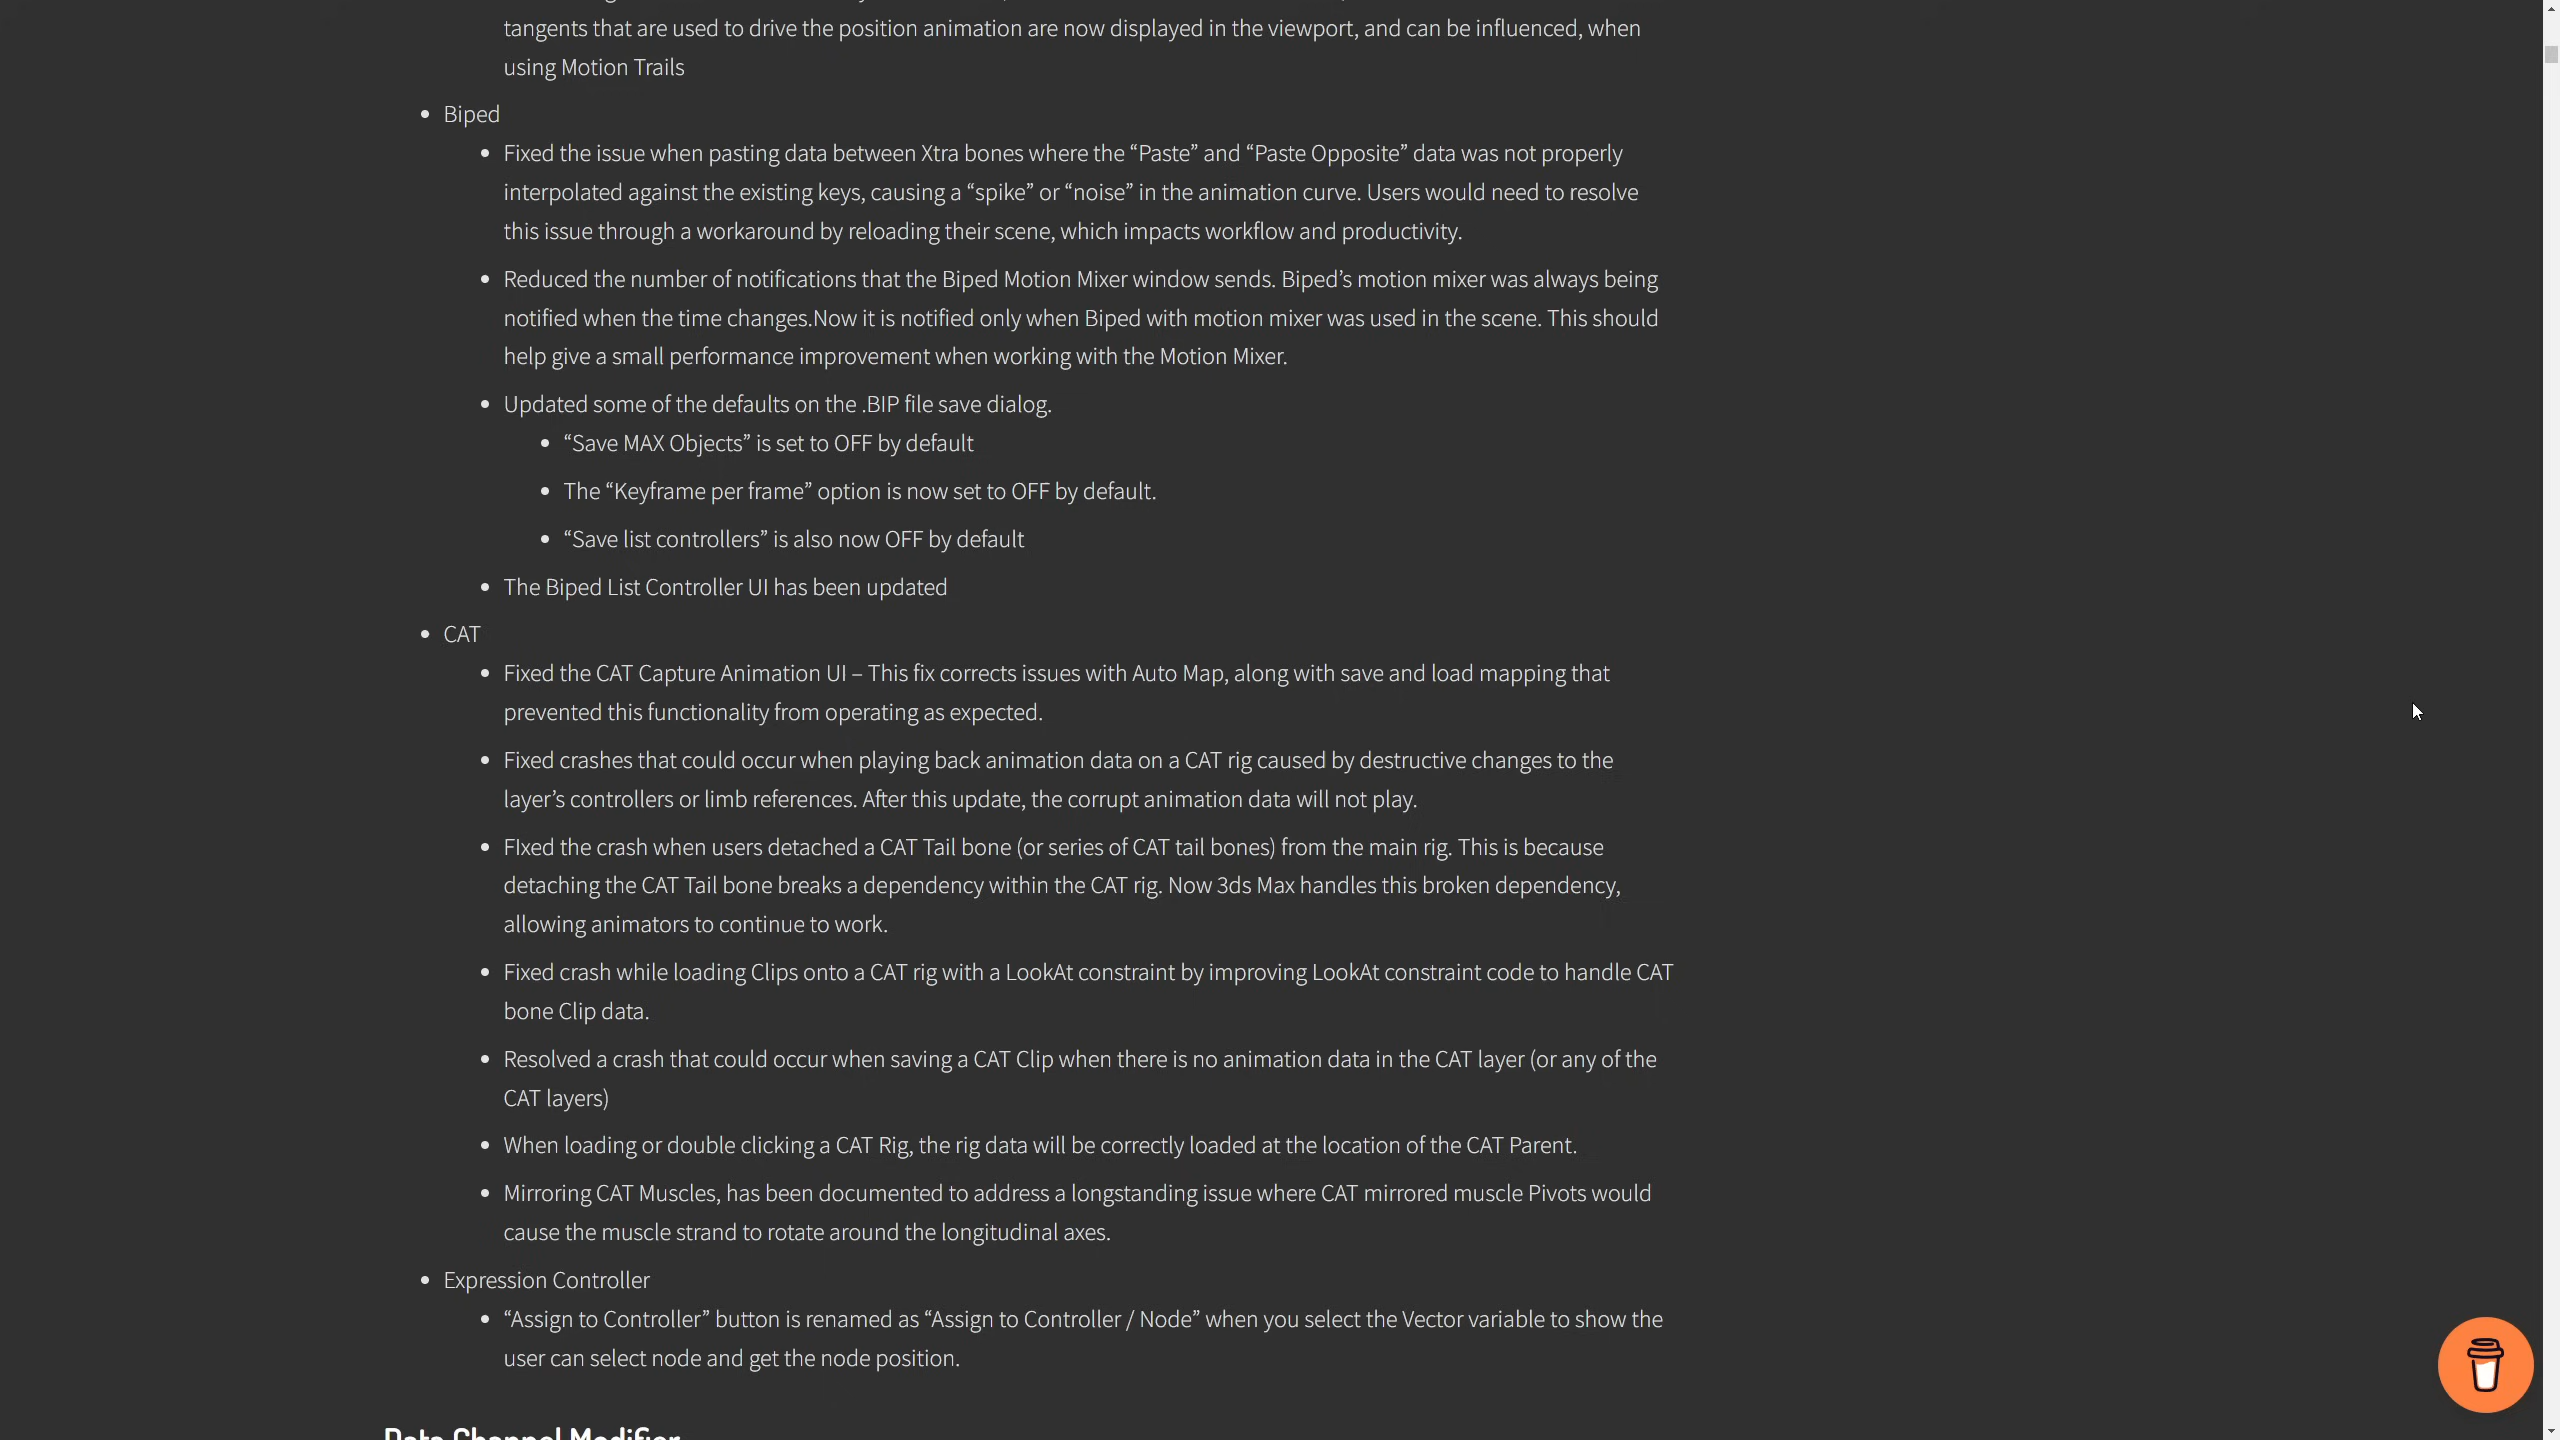 tangents that are used to drive the position animation are now displayed in the viewport, and can be influenced, when
using Motion Trails
• Biped
• Fixed the issue when pasting data between Xtra bones where the “Paste” and “Paste Opposite” data was not properly
interpolated against the existing keys, causing a “spike” or “noise” in the animation curve. Users would need to resolve
this issue through a workaround by reloading their scene, which impacts workflow and productivity.
• Reduced the number of notifications that the Biped Motion Mixer window sends. Biped’s motion mixer was always being
notified when the time changes.Now it is notified only when Biped with motion mixer was used in the scene. This should
help give a small performance improvement when working with the Motion Mixer.
• Updated some of the defaults on the .BIP file save dialog.
• “Save MAX Objects” is set to OFF by default
• The “Keyframe per frame” option is now set to OFF by default.
• “Save list controllers” is also now OFF by default
• The Biped List Controller UI has been updated
• CAT
• Fixed the CAT Capture Animation UI – This fix corrects issues with Auto Map, along with save and load mapping that
prevented this functionality from operating as expected.
• Fixed crashes that could occur when playing back animation data on a CAT rig caused by destructive changes to the
layer’s controllers or limb references. After this update, the corrupt animation data will not play.
• FIxed the crash when users detached a CAT Tail bone (or series of CAT tail bones) from the main rig. This is because
detaching the CAT Tail bone breaks a dependency within the CAT rig. Now 3ds Max handles this broken dependency,
allowing animators to continue to work.
• Fixed crash while loading Clips onto a CAT rig with a LookAt constraint by improving LookAt constraint code to handle CAT
bone Clip data.
• Resolved a crash that could occur when saving a CAT Clip when there is no animation data in the CAT layer (or any of the
CAT layers)
• When loading or double clicking a CAT Rig, the rig data will be correctly loaded at the location of the CAT Parent.
• Mirroring CAT Muscles, has been documented to address a longstanding issue where CAT mirrored muscle Pivots would
cause the muscle strand to rotate around the longitudinal axes.
• Expression Controller
• “Assign to Controller” button is renamed as “Assign to Controller / Node” when you select the Vector variable to show the
user can select node and get the node position.
Data Channel Modifier